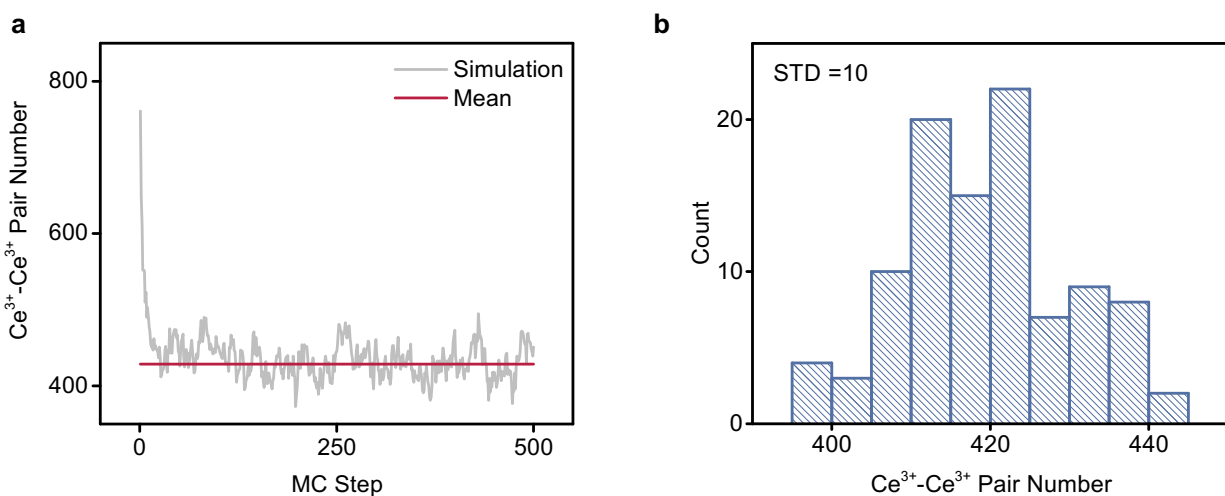 a
800
600
400
Ce³⁺-Ce³⁺ Pair Number
Simulation
Mean
0
250
500
MC Step
b
STD =10
20
10
0
Count
400
420
440
Ce³⁺-Ce³⁺ Pair Number